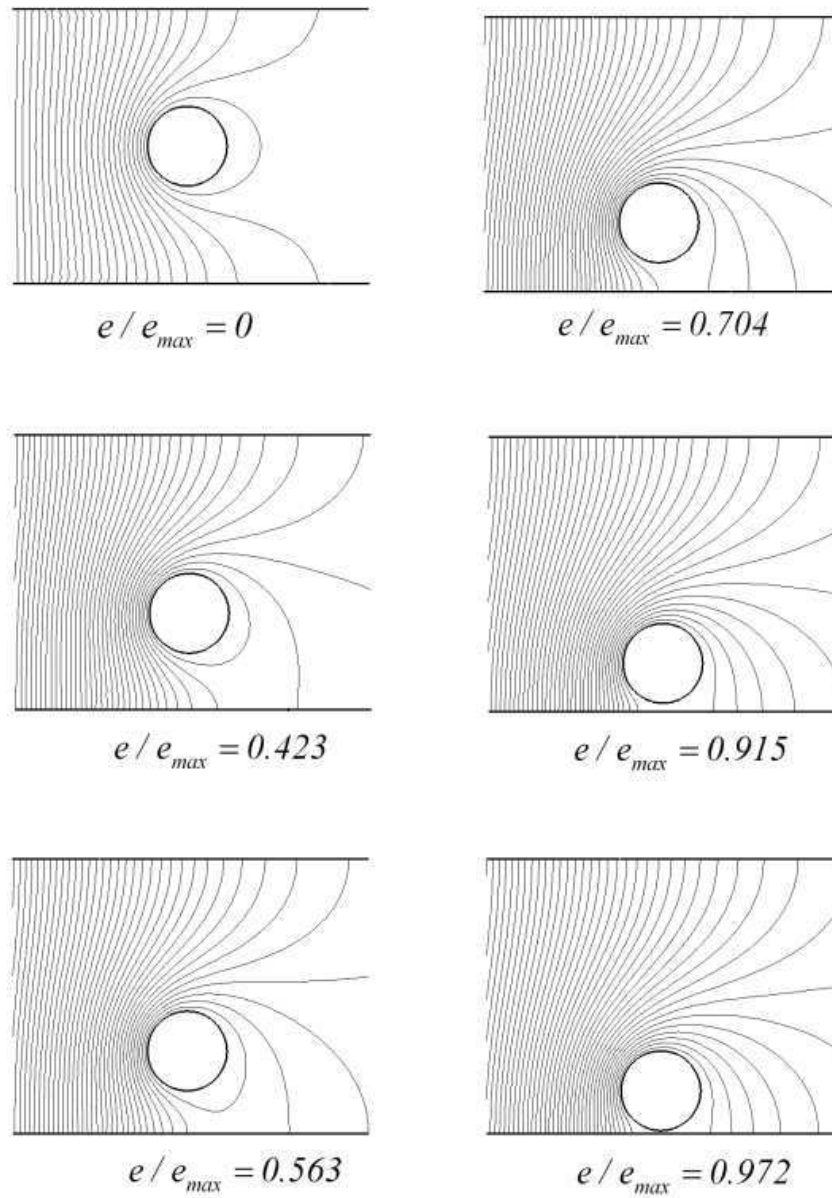 e / e_max = 0
e / e_max = 0.704
e / e_max = 0.423
e / e_max = 0.915
e / e_max = 0.563
e / e_max = 0.972